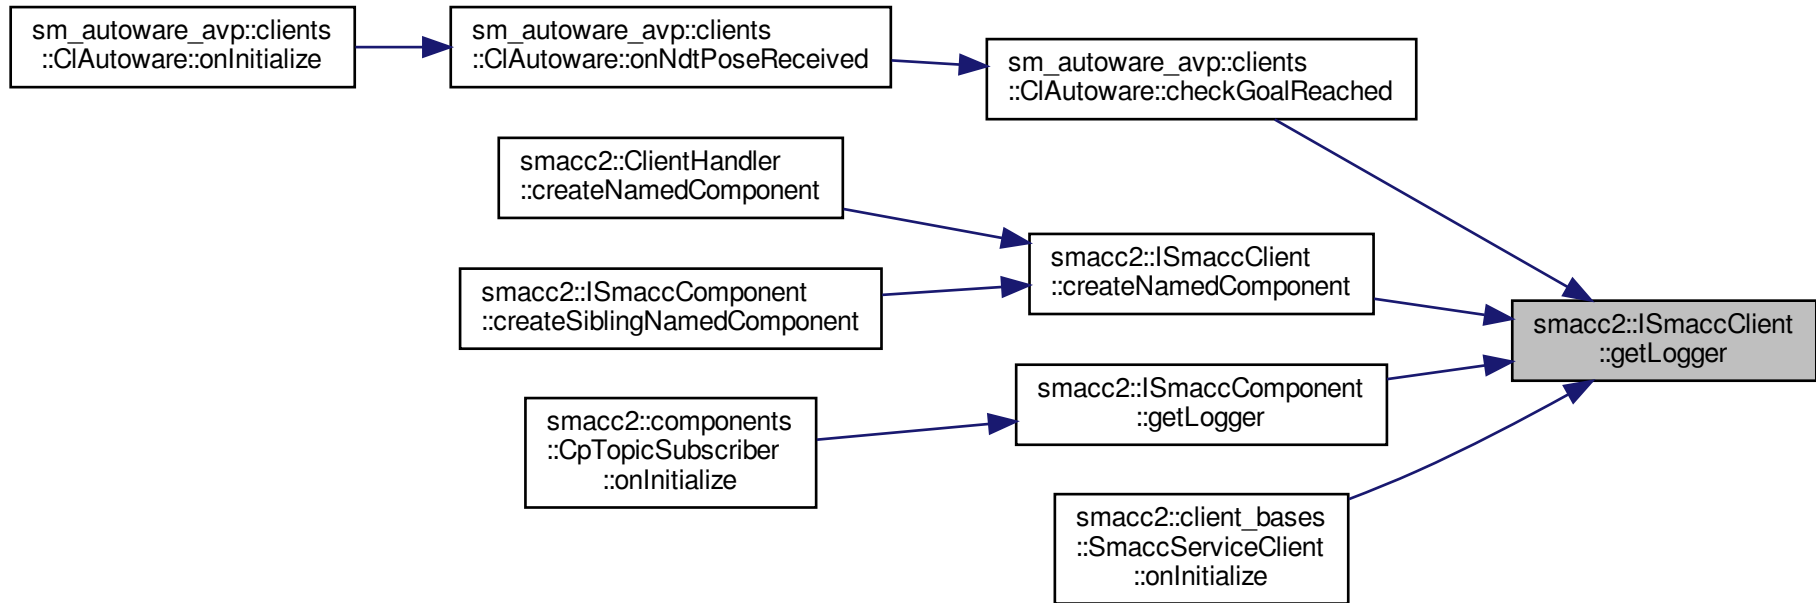 sm_autoware_avp::clients
::ClAutoware::onInitialize
sm_autoware_avp::clients
::ClAutoware::onNdtPoseReceived
sm_autoware_avp::clients
::ClAutoware::checkGoalReached
smacc2::ClientHandler
::createNamedComponent
smacc2::ISmaccClient
::createNamedComponent
smacc2::ISmaccComponent
::createSiblingNamedComponent
smacc2::ISmaccClient
::getLogger
smacc2::ISmaccComponent
::getLogger
smacc2::components
::CpTopicSubscriber
::onInitialize
smacc2::client_bases
::SmaccServiceClient
::onInitialize